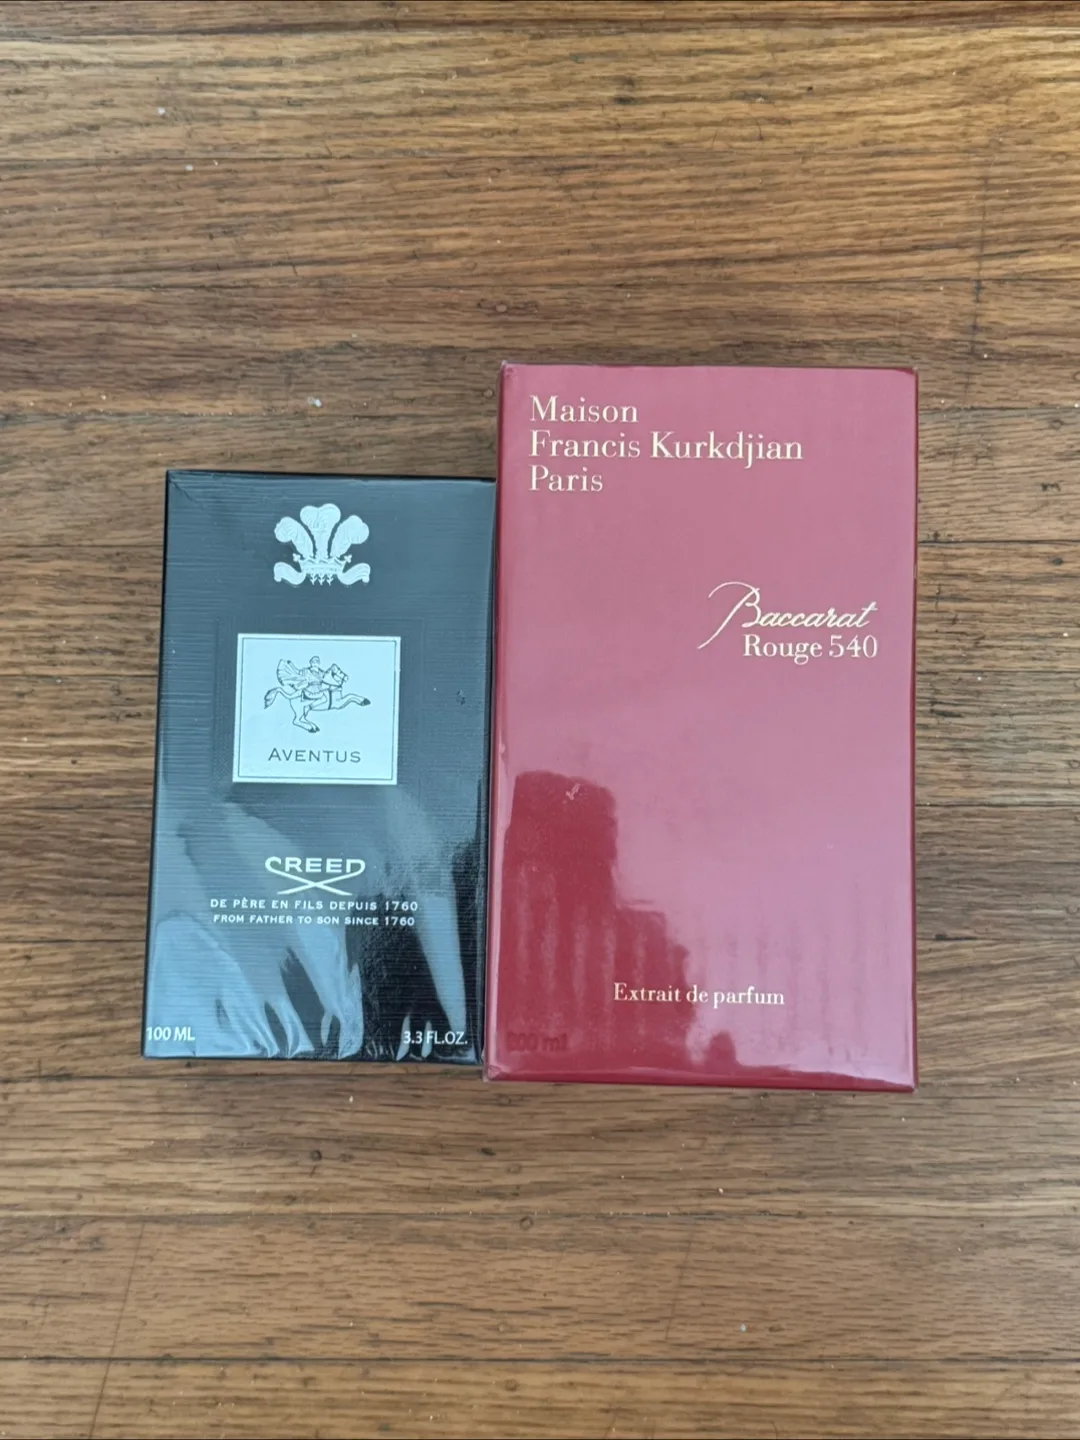 AVENTUS
CREED
DE PÈRE EN FILS DEPUIS 1760
FROM FATHER TO SON SINCE 1760
100 ML
3.3 FL.OZ.
Maison
Francis Kurkdjian
Paris
Baccarat
Rouge 540
Extrait de parfum